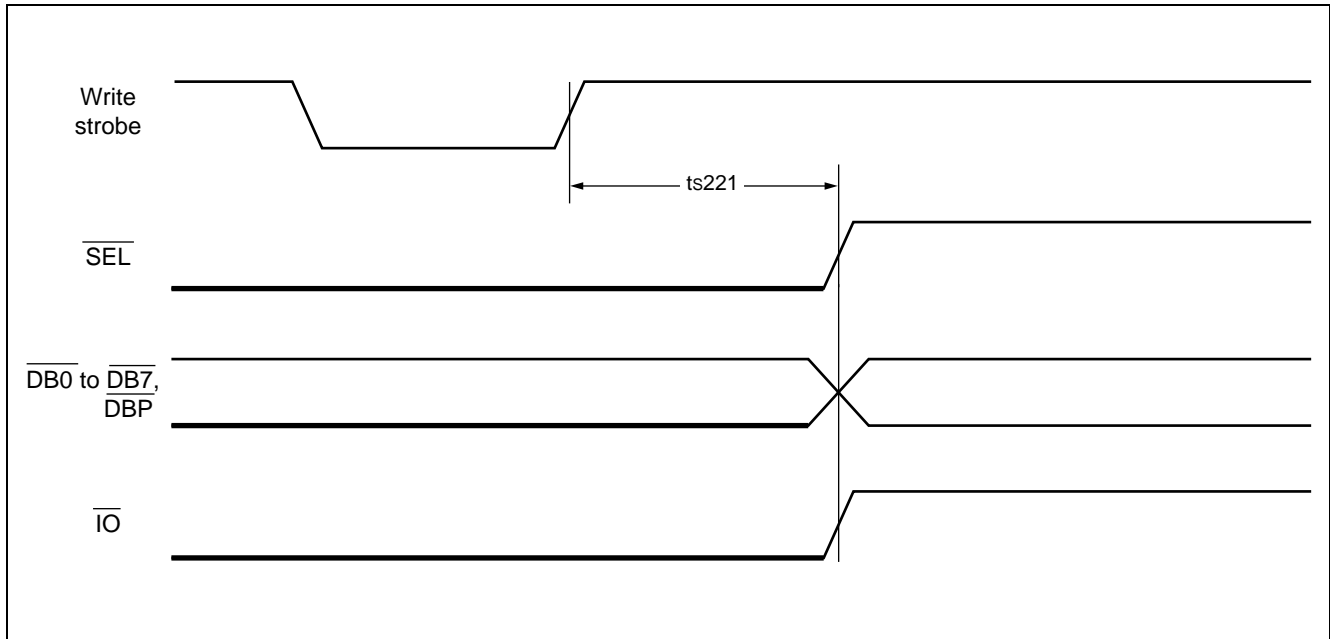 Write
strobe
ts221
SEL
DB0 to DB7,
DBP
IO